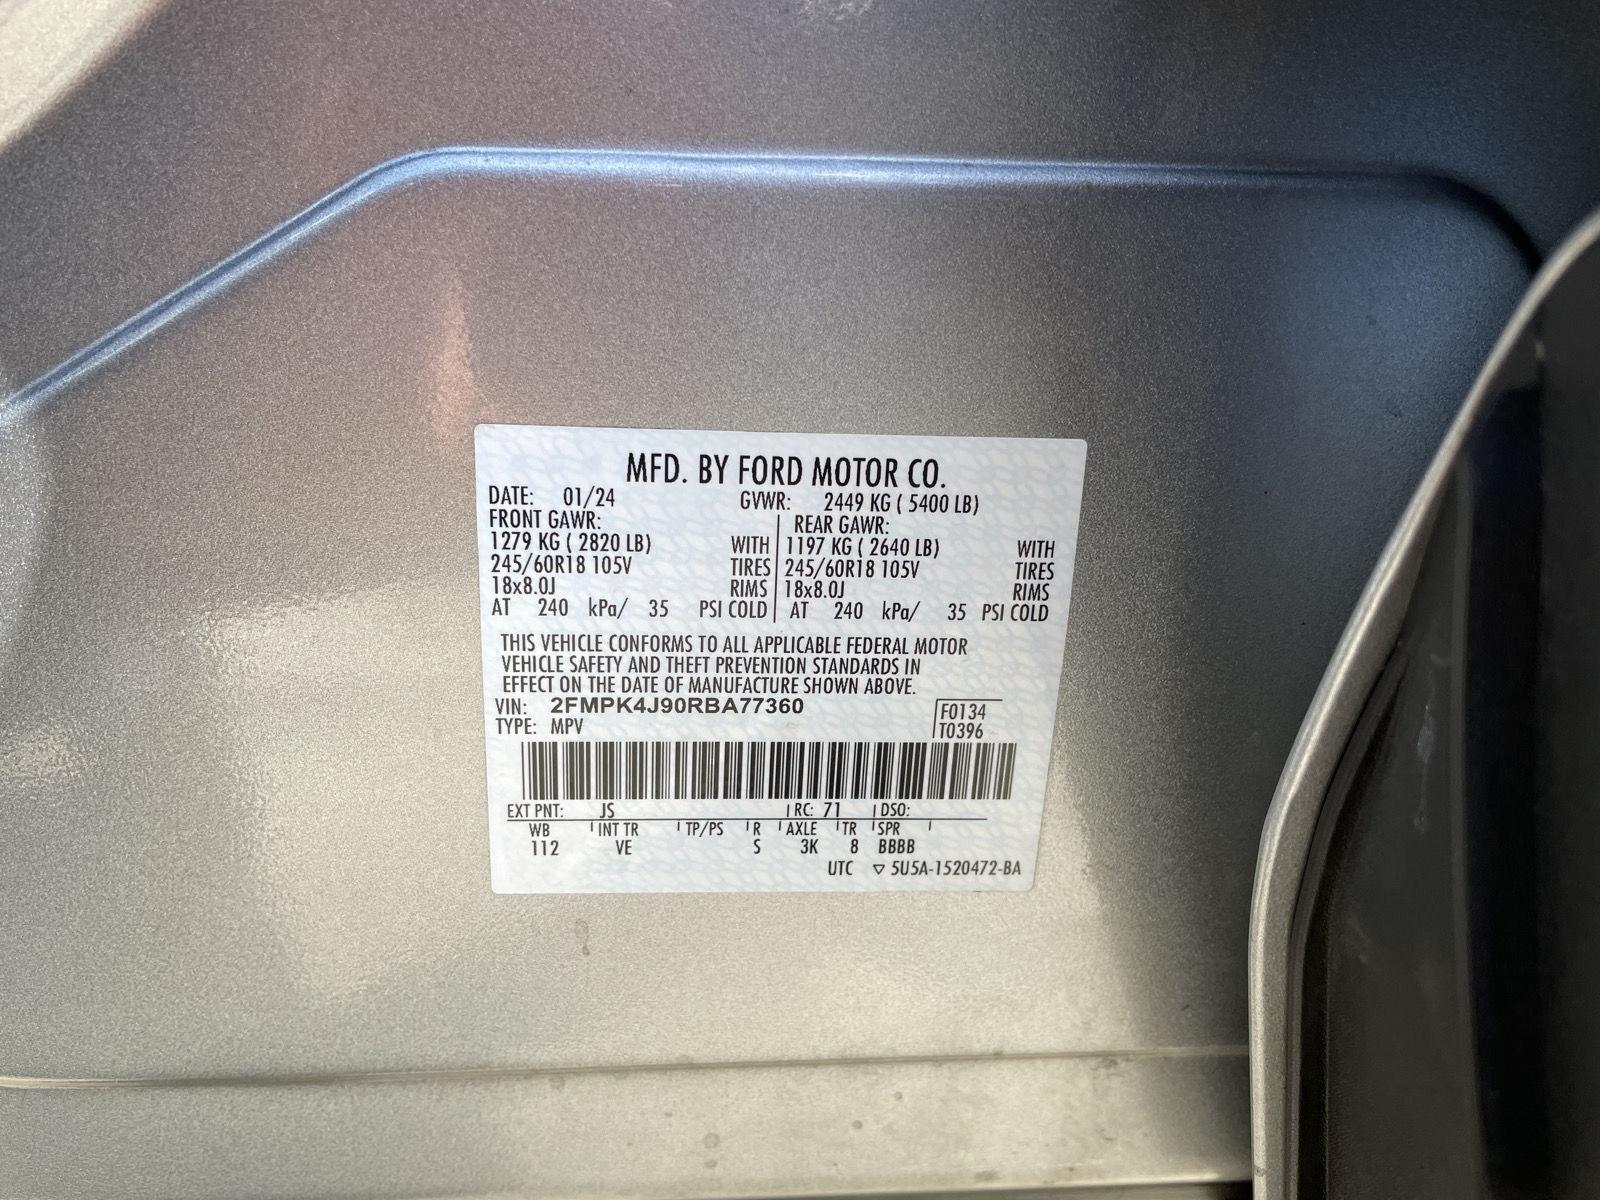 MFD. BY FORD MOTOR CO.
DATE: 01/24 GVWR: 2449 KG ( 5400 LB)
FRONT GAWR: REAR GAWR:
1279 KG ( 2820 LB) WITH 1197 KG ( 2640 LB) WITH
245/60R18 105V TIRES 245/60R18 105V TIRES
18x8.0J RIMS 18x8.0J RIMS
AT 240 kPa/ 35 PSI COLD AT 240 kPa/ 35 PSI COLD
THIS VEHICLE CONFORMS TO ALL APPLICABLE FEDERAL MOTOR
VEHICLE SAFETY AND THEFT PREVENTION STANDARDS IN
EFFECT ON THE DATE OF MANUFACTURE SHOWN ABOVE.
VIN: 2FMPK4J90RBA77360 F0134
TYPE: MPV T0396
EXT PNT: JS RC: 71 DSO:
WB INT TR TP/PS R AXLE TR SPR
112 VE S 3K 8 BBBB
UTC ▽ 5U5A-1520472-BA